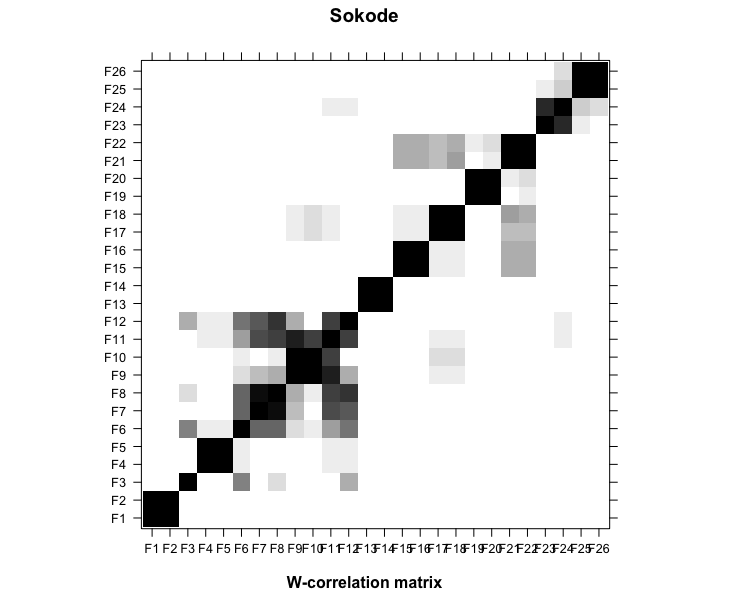 Sokode
F26
F25
F24
F23
F22
F21
F20
F19
F18
F17
F16
F15
F14
F13
F12
F11
F10
F9
F8
F7
F6
F5
F4
F3
F2
F1
F1 F2 F3 F4 F5 F6 F7 F8 F9 F10 F11 F12 F13 F14 F15 F16 F17 F18 F19 F20 F21 F22 F23 F24 F25 F26
W-correlation matrix